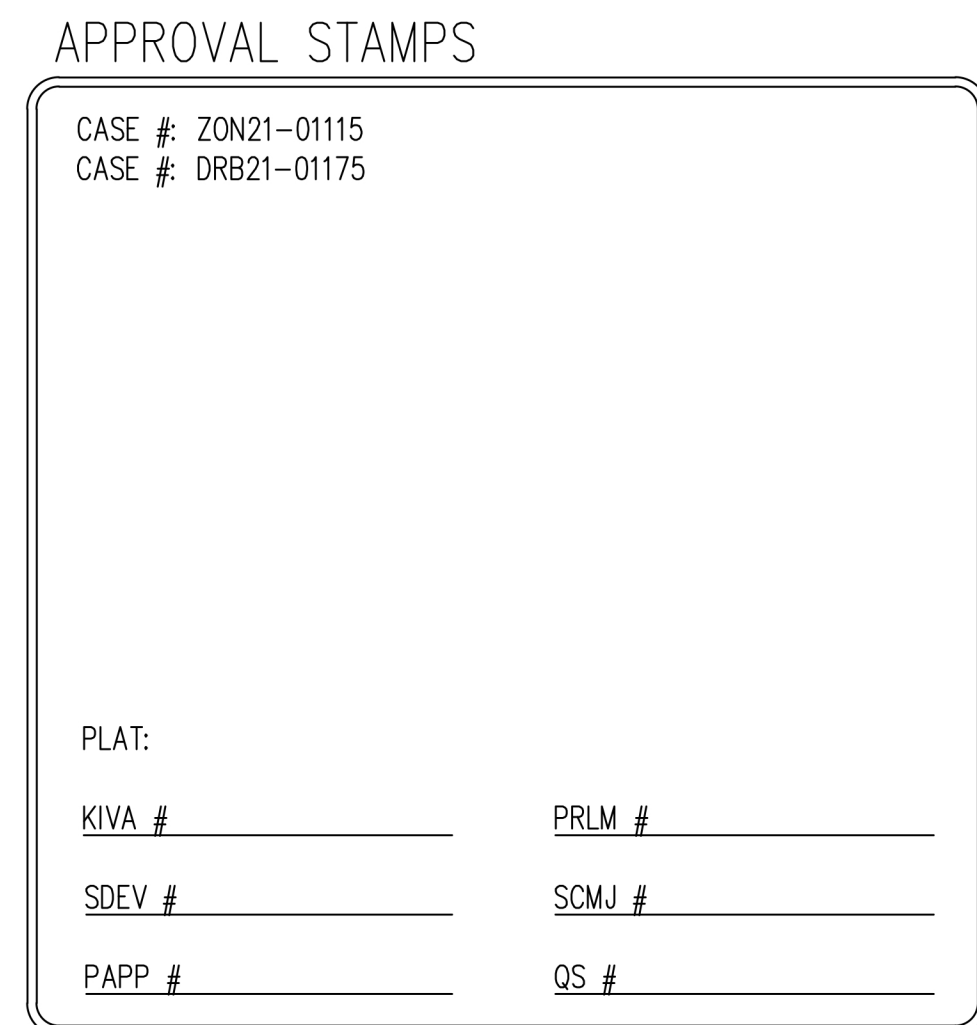 APPROVAL STAMPS
CASE #: ZON21-01115
CASE #: DRB21-01175
PLAT:
KIVA # PRLM #
SDEV # SCMJ #
PAPP # QS #